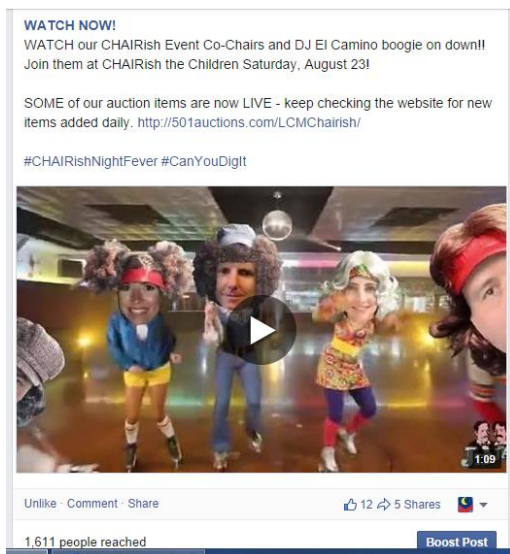 WATCH NOW!
WATCH our CHAIRish Event Co-Chairs and DJ El Camino boogie on down!!
Join them at CHAIRish the Children Saturday, August 23!
SOME of our auction items are now LIVE - keep checking the website for new
items added daily. http://501auctions.com/LCMChairish/
#CHAIRishNightFever #CanYouDigIt
1:09
Unlike · Comment · Share 12 5 Shares
1,611 people reached Boost Post